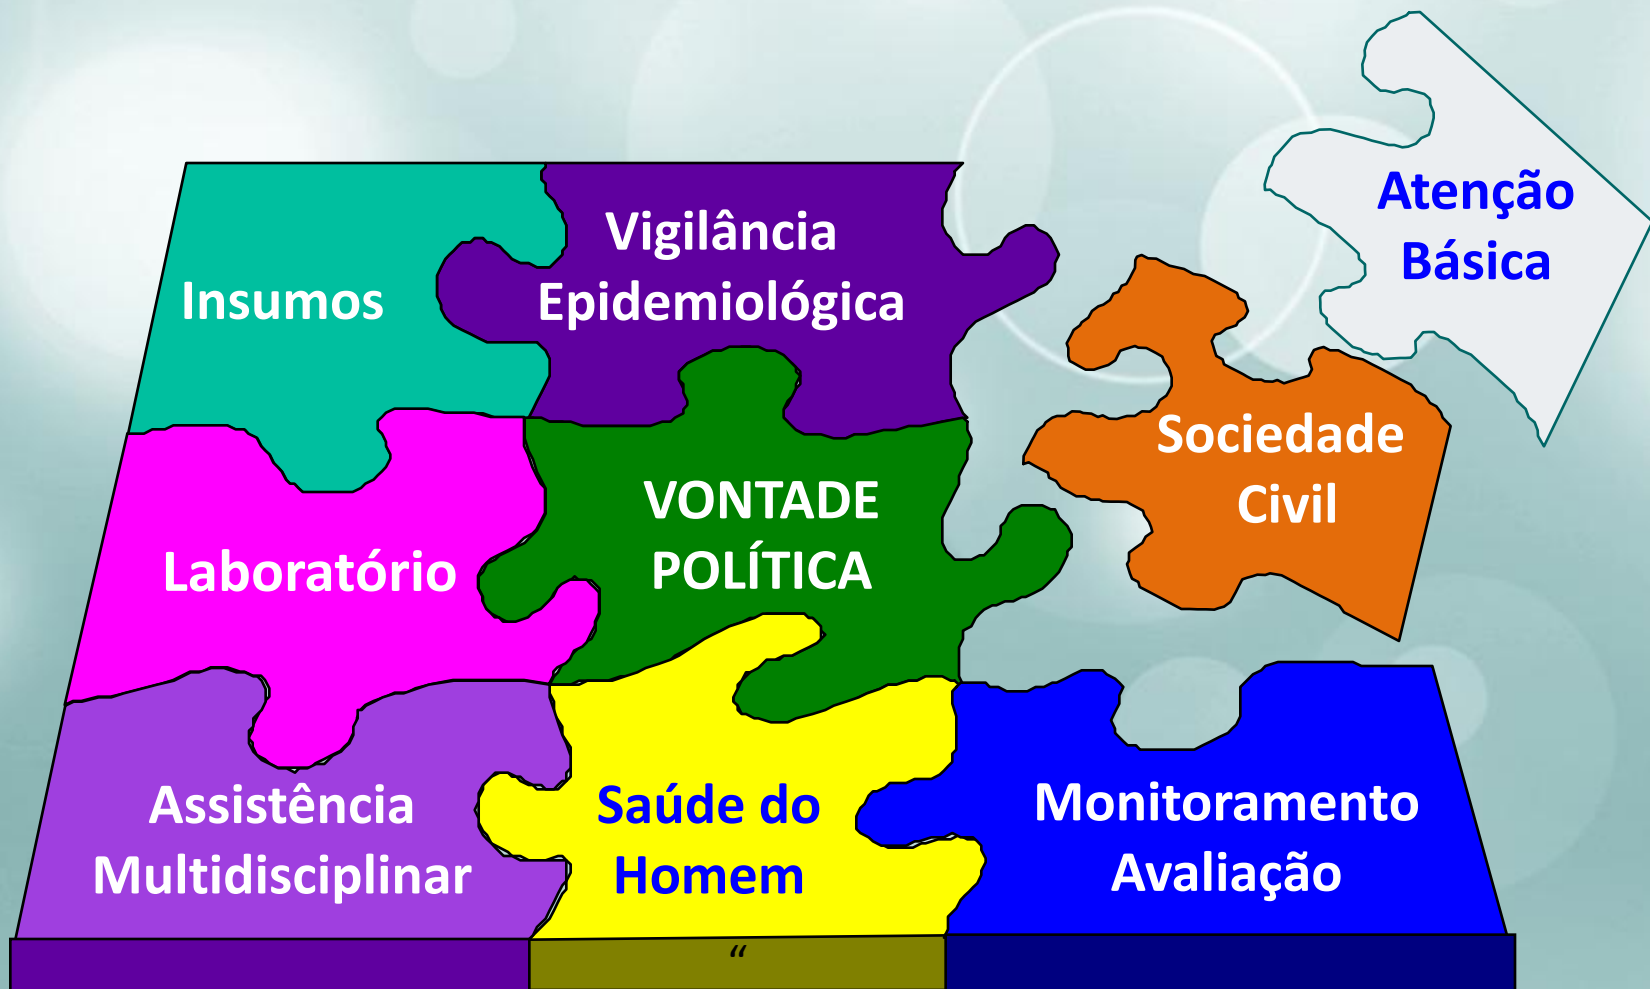 Atenção
Básica
Vigilância
Epidemiológica
Insumos
Sociedade
Civil
VONTADE
POLÍTICA
Laboratório
Assistência
Multidisciplinar
Saúde do
Homem
Monitoramento
Avaliação
“